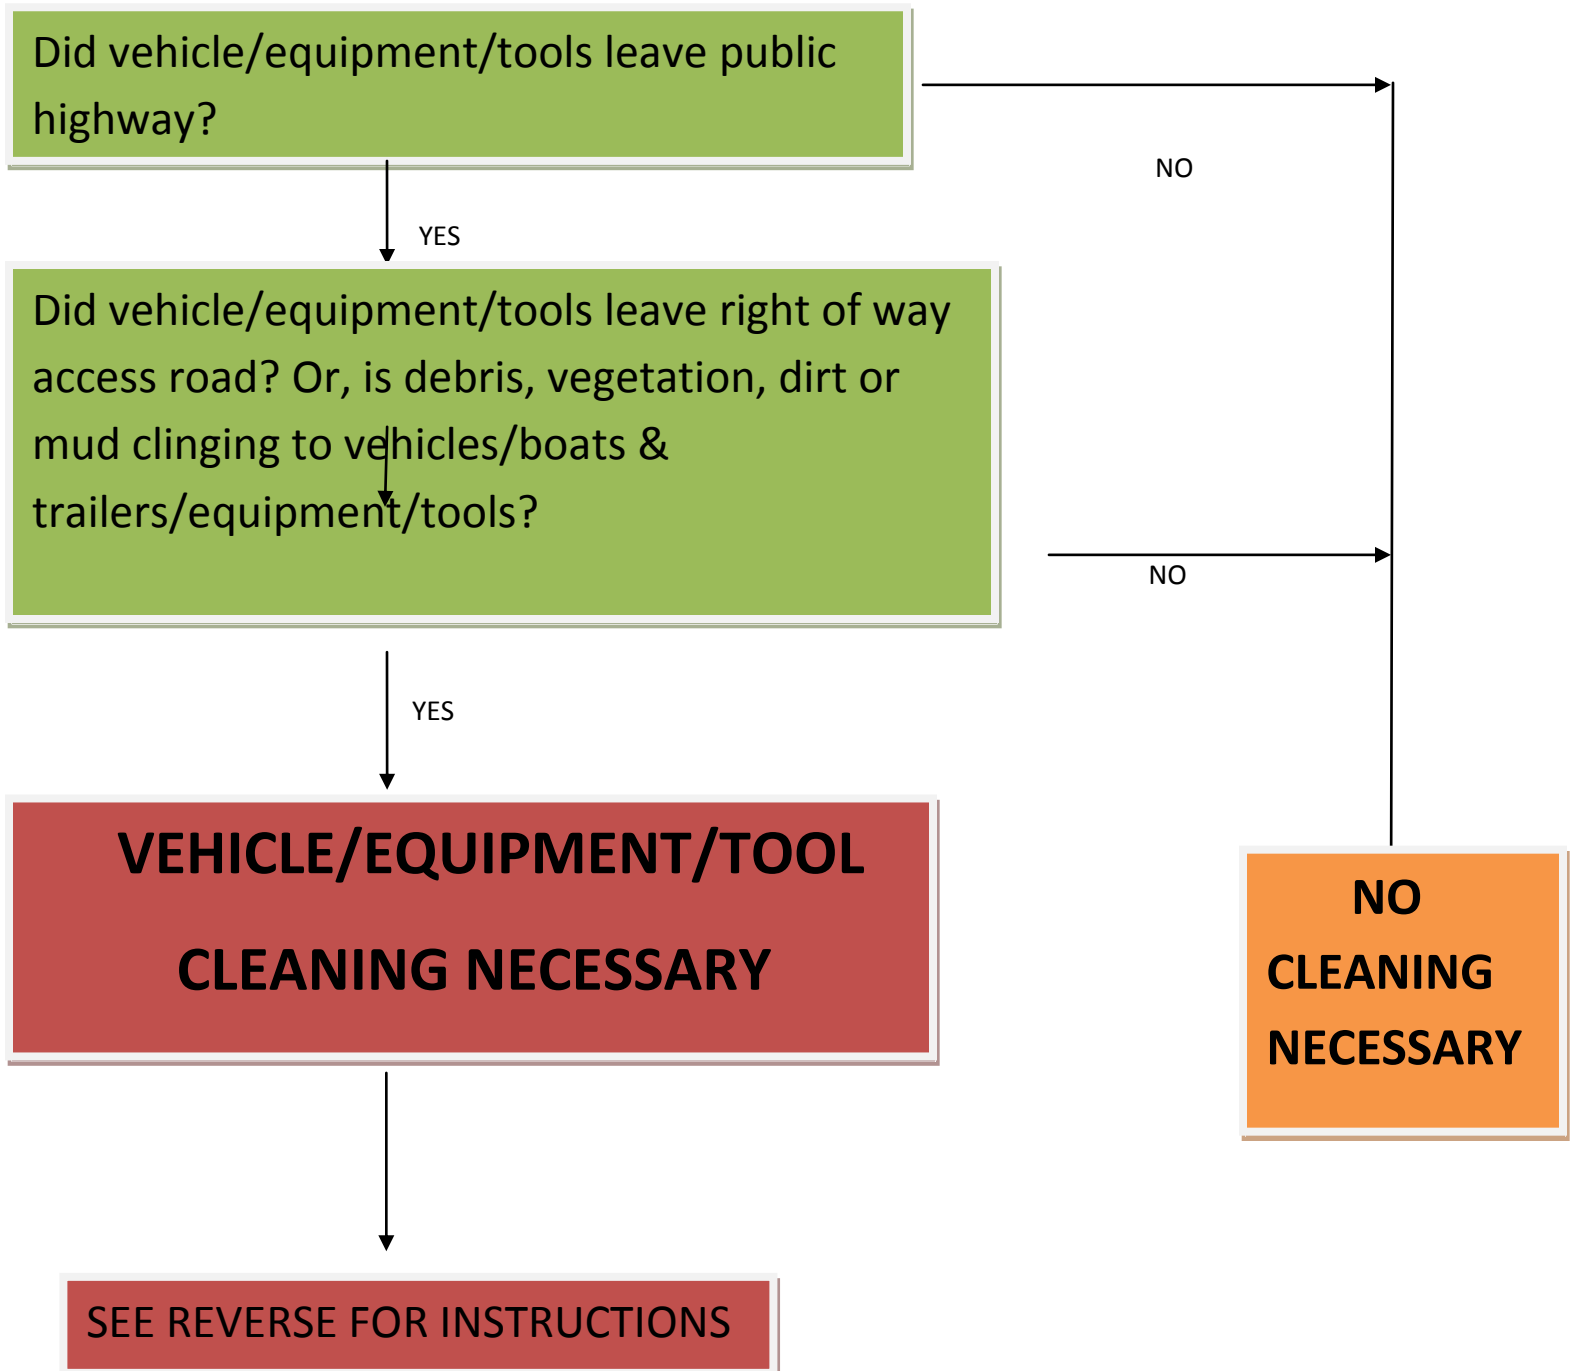 Did vehicle/equipment/tools leave public
highway?
NO
YES
Did vehicle/equipment/tools leave right of way
access road? Or, is debris, vegetation, dirt or
mud clinging to vehicles/boats &
trailers/equipment/tools?
NO
YES
VEHICLE/EQUIPMENT/TOOL
CLEANING NECESSARY
NO
CLEANING
NECESSARY
SEE REVERSE FOR INSTRUCTIONS